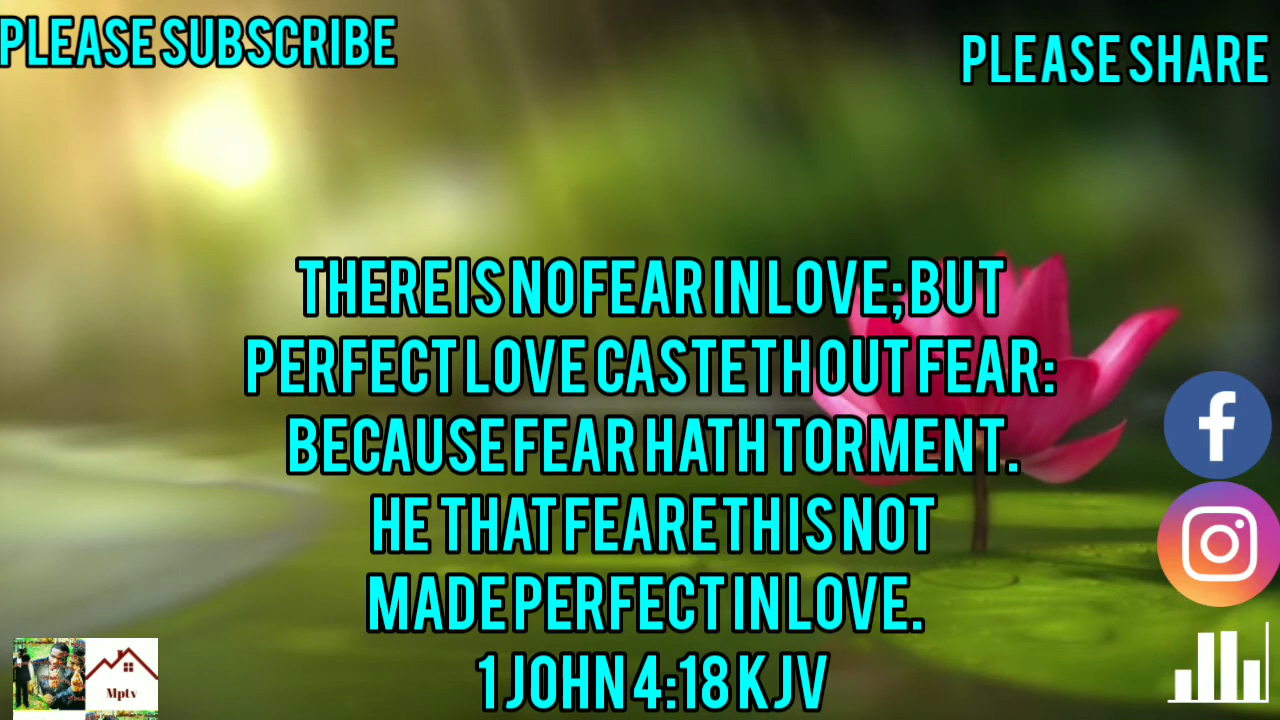 PLEASE SUBSCRIBE
PLEASE SHARE
THERE IS NO FEAR IN LOVE; BUT
PERFECT LOVE CASTETH OUT FEAR:
BECAUSE FEAR HATH TORMENT.
HE THAT FEARETH IS NOT
MADE PERFECT IN LOVE.
1 JOHN 4:18 KJV
Mptv